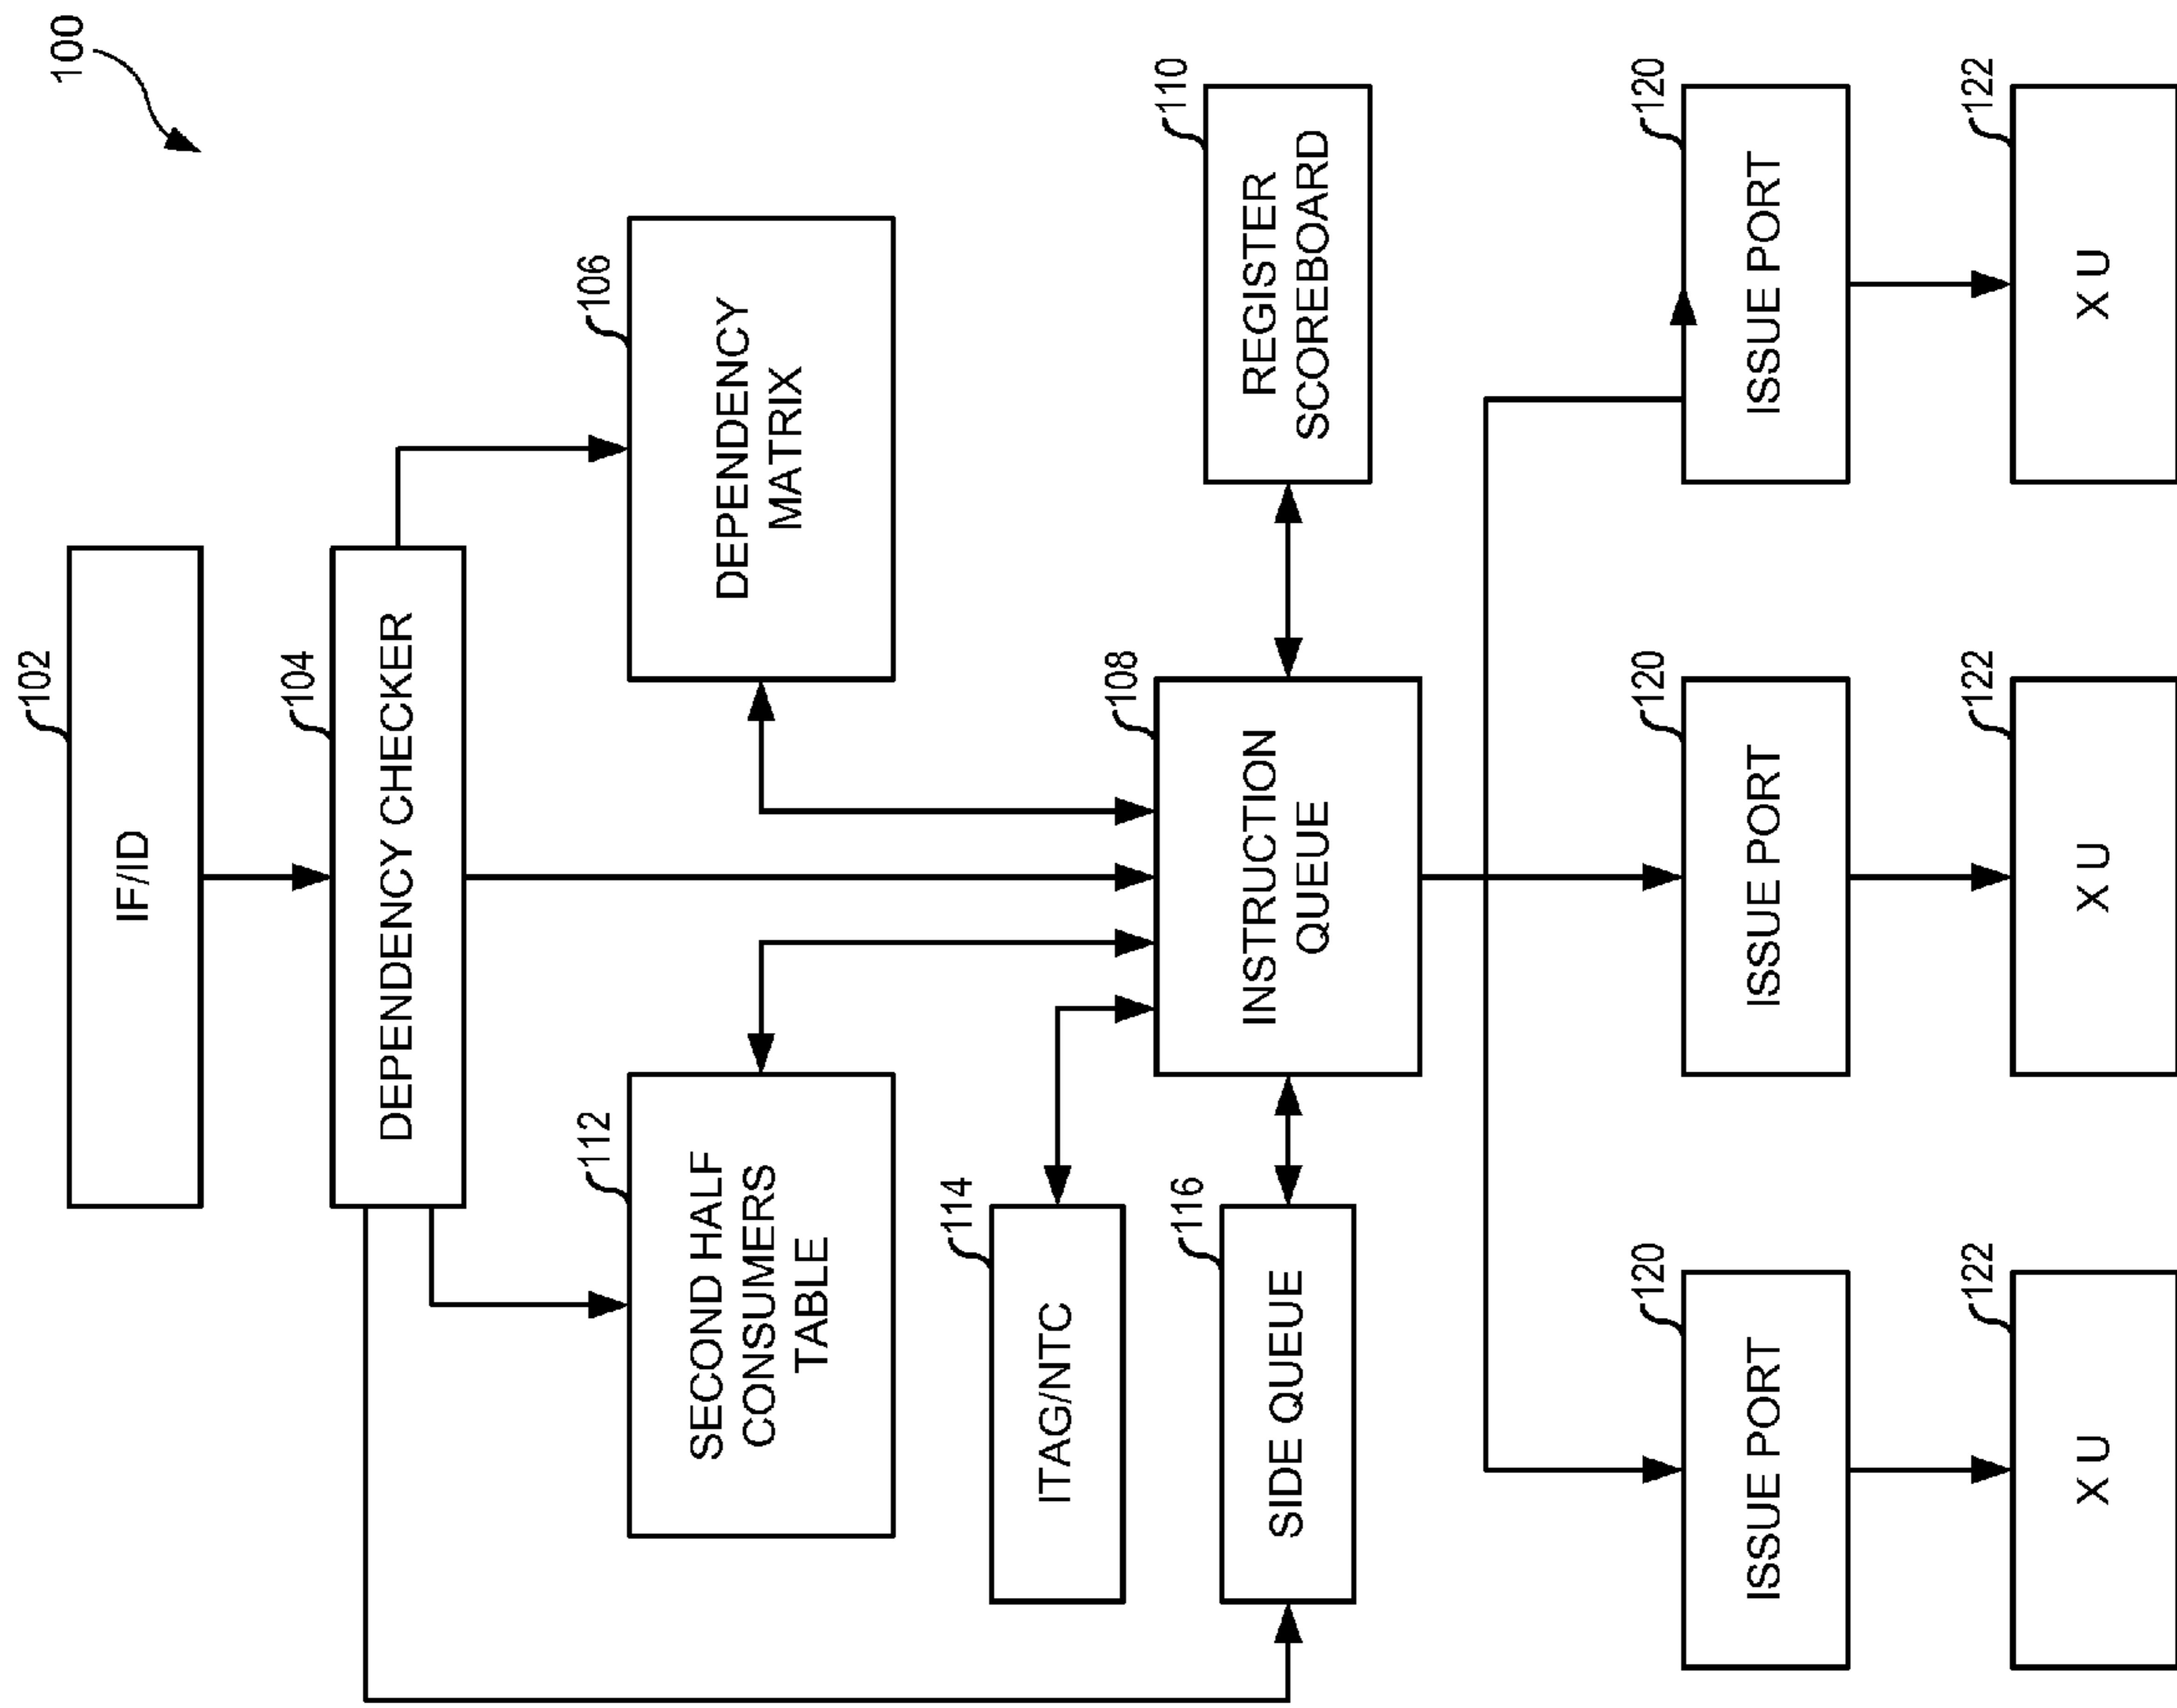 100
102
IF/ID
104
DEPENDENCY CHECKER
112
SECOND HALF
CONSUMERS
TABLE
106
DEPENDENCY
MATRIX
114
ITAG/NTC
116
SIDE QUEUE
108
INSTRUCTION
QUEUE
110
REGISTER
SCOREBOARD
120
ISSUE PORT
120
ISSUE PORT
120
ISSUE PORT
122
X U
122
X U
122
X U